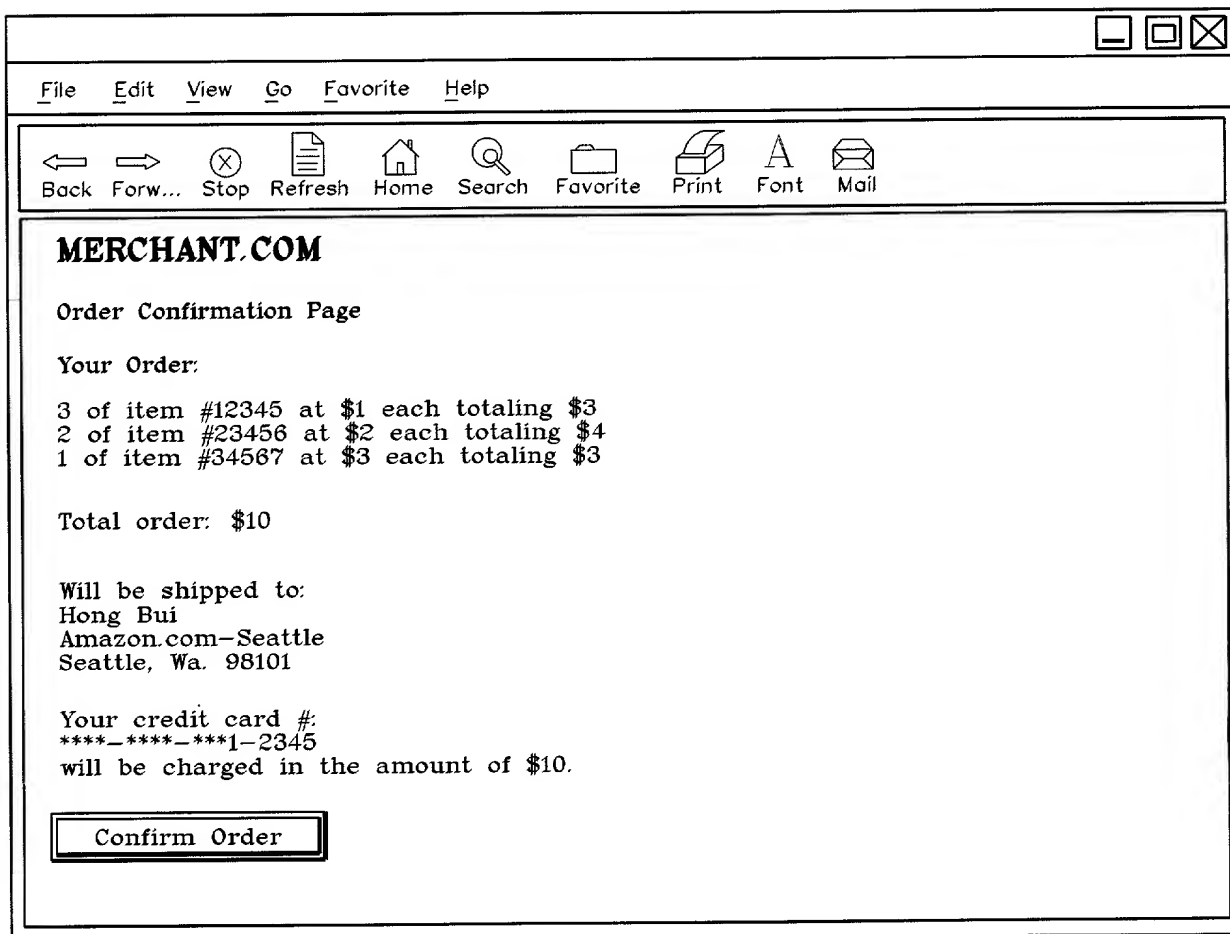 File Edit View Go Favorite Help
Back Forw... Stop Refresh Home Search Favorite Print Font Mail
MERCHANT.COM
Order Confirmation Page
Your Order:
3 of item #12345 at $1 each totaling $3
2 of item #23456 at $2 each totaling $4
1 of item #34567 at $3 each totaling $3
Total order: $10
Will be shipped to:
Hong Bui
Amazon.com-Seattle
Seattle, Wa. 98101
Your credit card #:
****-****-***1-2345
will be charged in the amount of $10.
Confirm Order